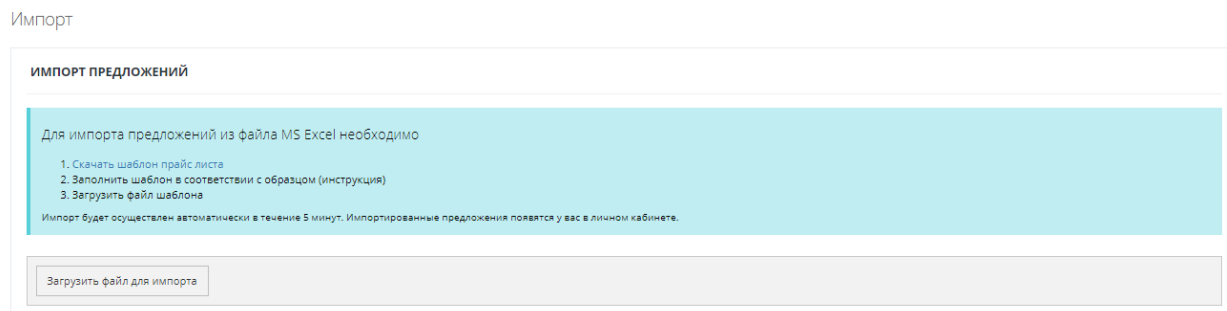 Импорт
ИМПОРТ ПРЕДЛОЖЕНИЙ
Для импорта предложений из файла MS Excel необходимо
1. Скачать шаблон прайс листа
2. Заполнить шаблон в соответствии с образцом (инструкция)
3. Загрузить файл шаблона
Импорт будет осуществлен автоматически в течение 5 минут. Импортированные предложения появятся у вас в личном кабинете.
Загрузить файл для импорта